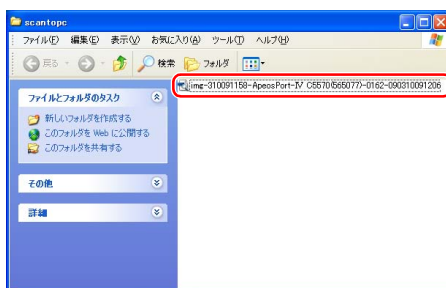 scantopc
ファイル(F) 編集(E) 表示(V) お気に入り(A) ツール(T) ヘルプ(H)
戻る 検索 フォルダ
img-310091158-ApeosPort-IV C5570(565077)-0162-090310091206
ファイルとフォルダのタスク
新しいフォルダを作成する
このフォルダを Web に公開する
このフォルダを共有する
その他
詳細